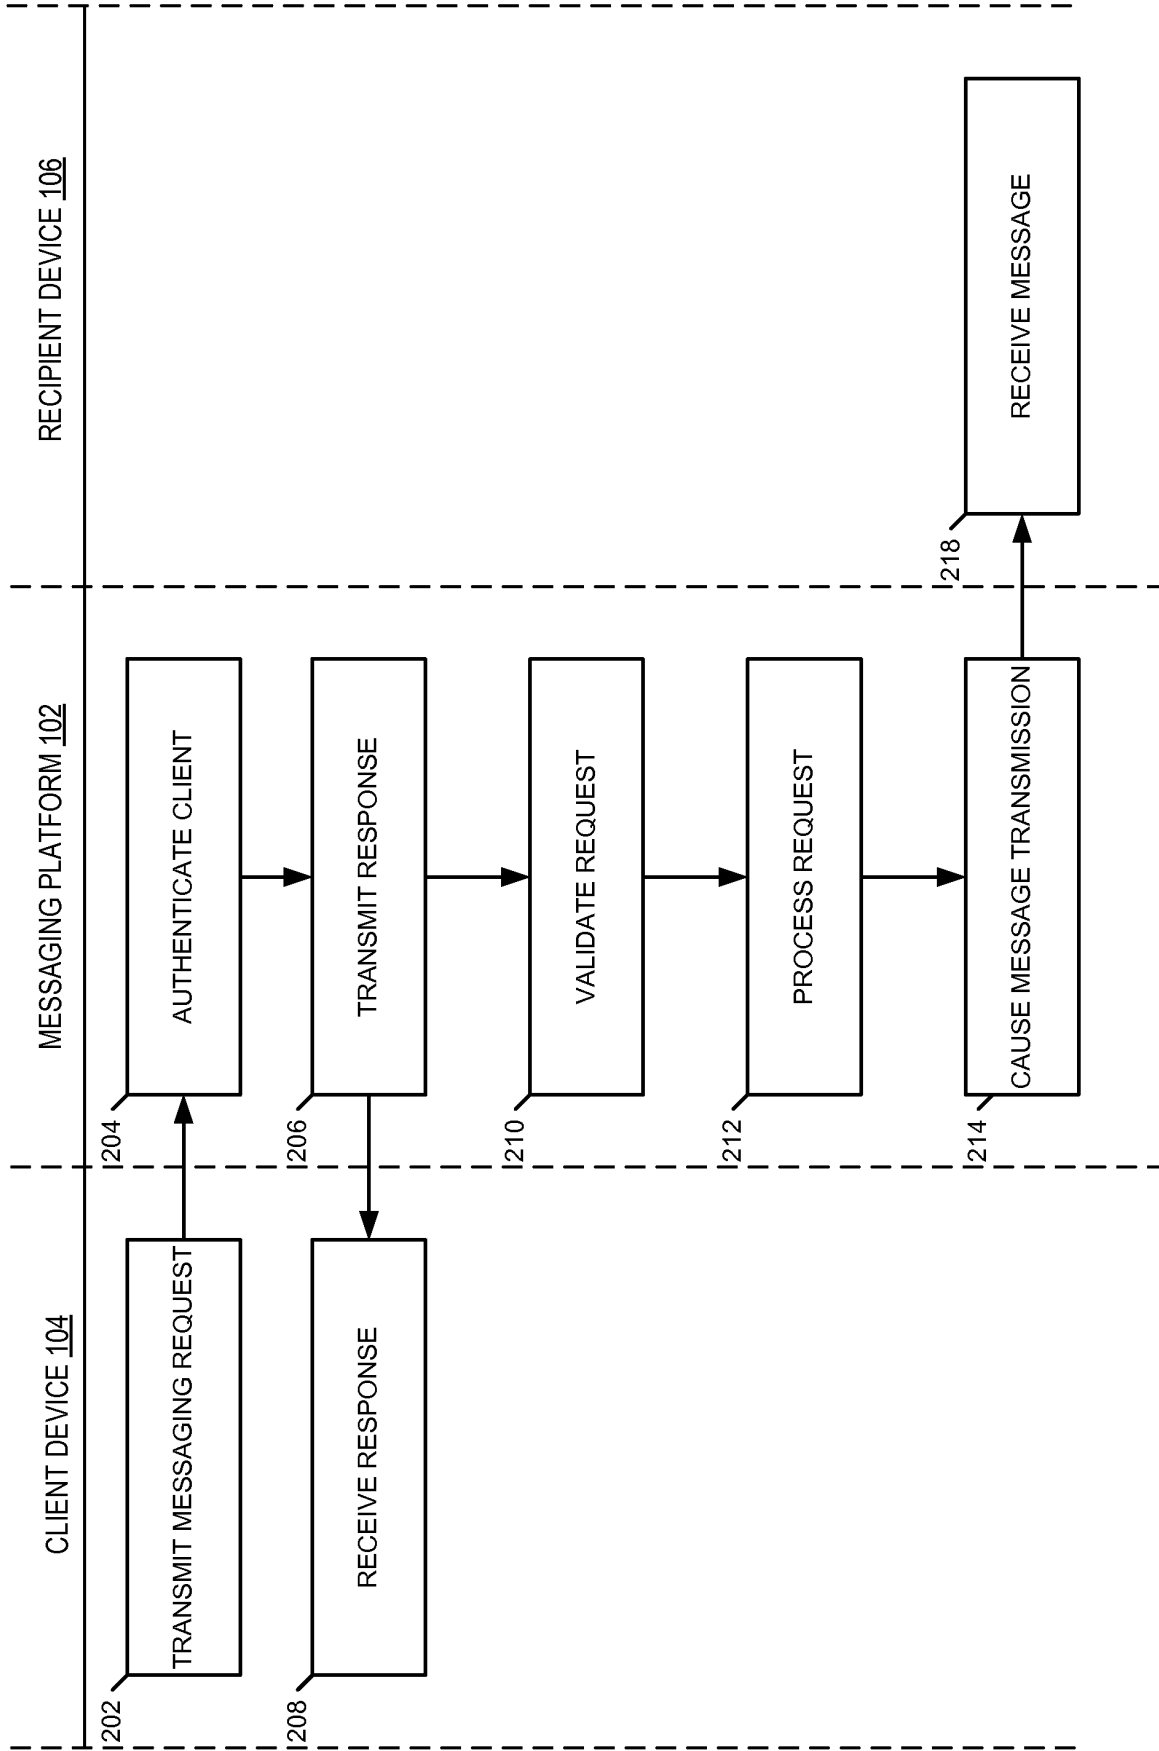 CLIENT DEVICE 104
MESSAGING PLATFORM 102
RECIPIENT DEVICE 106
202
TRANSMIT MESSAGING REQUEST
204
AUTHENTICATE CLIENT
208
RECEIVE RESPONSE
206
TRANSMIT RESPONSE
210
VALIDATE REQUEST
212
PROCESS REQUEST
214
CAUSE MESSAGE TRANSMISSION
218
RECEIVE MESSAGE